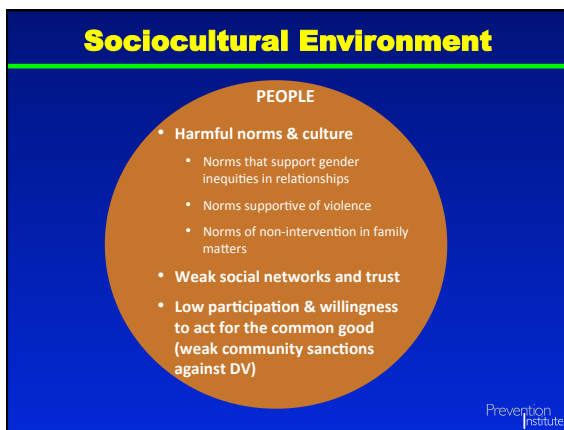 Sociocultural Environment
PEOPLE
• Harmful norms & culture
• Norms that support gender
inequities in relationships
• Norms supportive of violence
• Norms of non-intervention in family
matters
• Weak social networks and trust
• Low participation & willingness
to act for the common good
(weak community sanctions
against DV)
Prevention
Institute